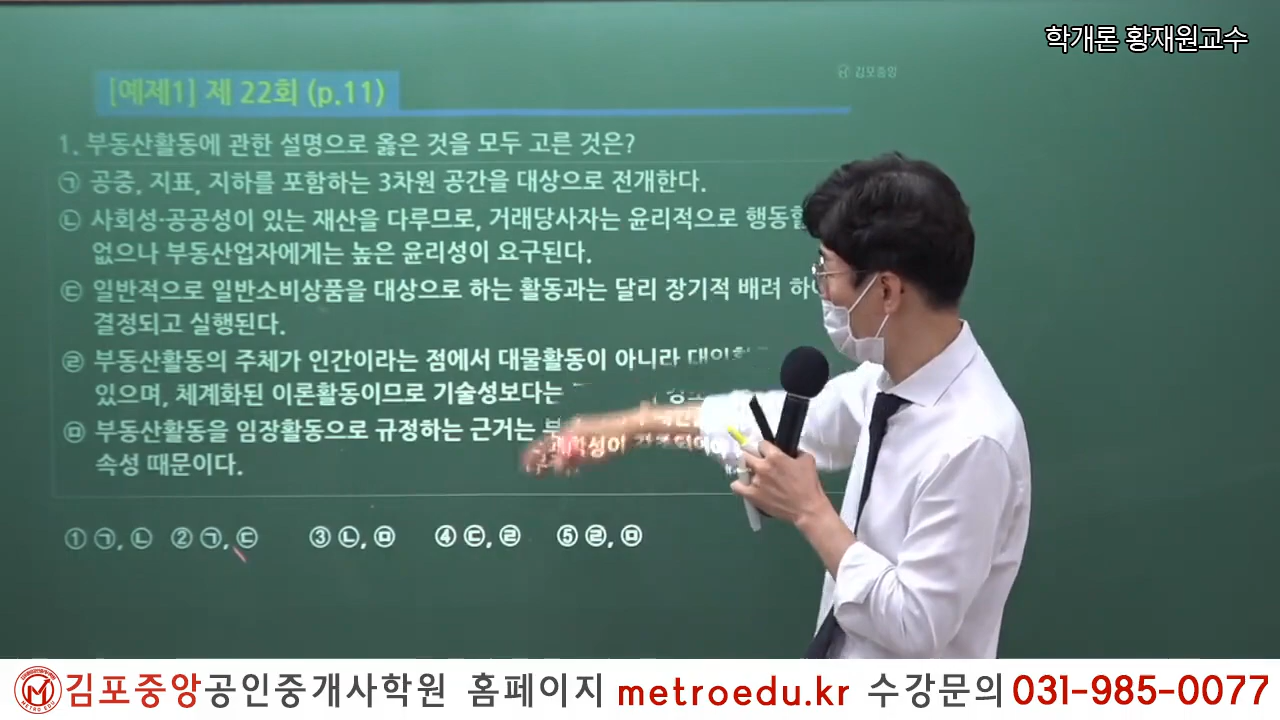 학개론 황재원교수
김포중앙
[예제1] 제 22회 (p.11)
1. 부동산활동에 관한 설명으로 옳은 것을 모두 고른 것은?
㉠ 공중, 지표, 지하를 포함하는 3차원 공간을 대상으로 전개한다.
㉡ 사회성·공공성이 있는 재산을 다루므로, 거래당사자는 윤리적으로
없으나 부동산업자에게는 높은 윤리성이 요구된다.
㉢ 일반적으로 일반소비상품을 대상으로 하는 활동과는 달리 장기적 배려
결정되고 실행된다.
㉣ 부동산활동의 주체가 인간이라는 점에서 대물활동이 아니라
있으며, 체계화된 이론활동이므로 기술성보다는
㉤ 부동산활동을 임장활동으로 규정하는 근거는
속성 때문이다.
① ㉠, ㉡ ② ㉠, ㉢ ③ ㉡, ㉤ ④ ㉢, ㉣ ⑤ ㉣, ㉤
김포중앙공인중개사학원 홈페이지 metroedu.kr 수강문의 031-985-0077